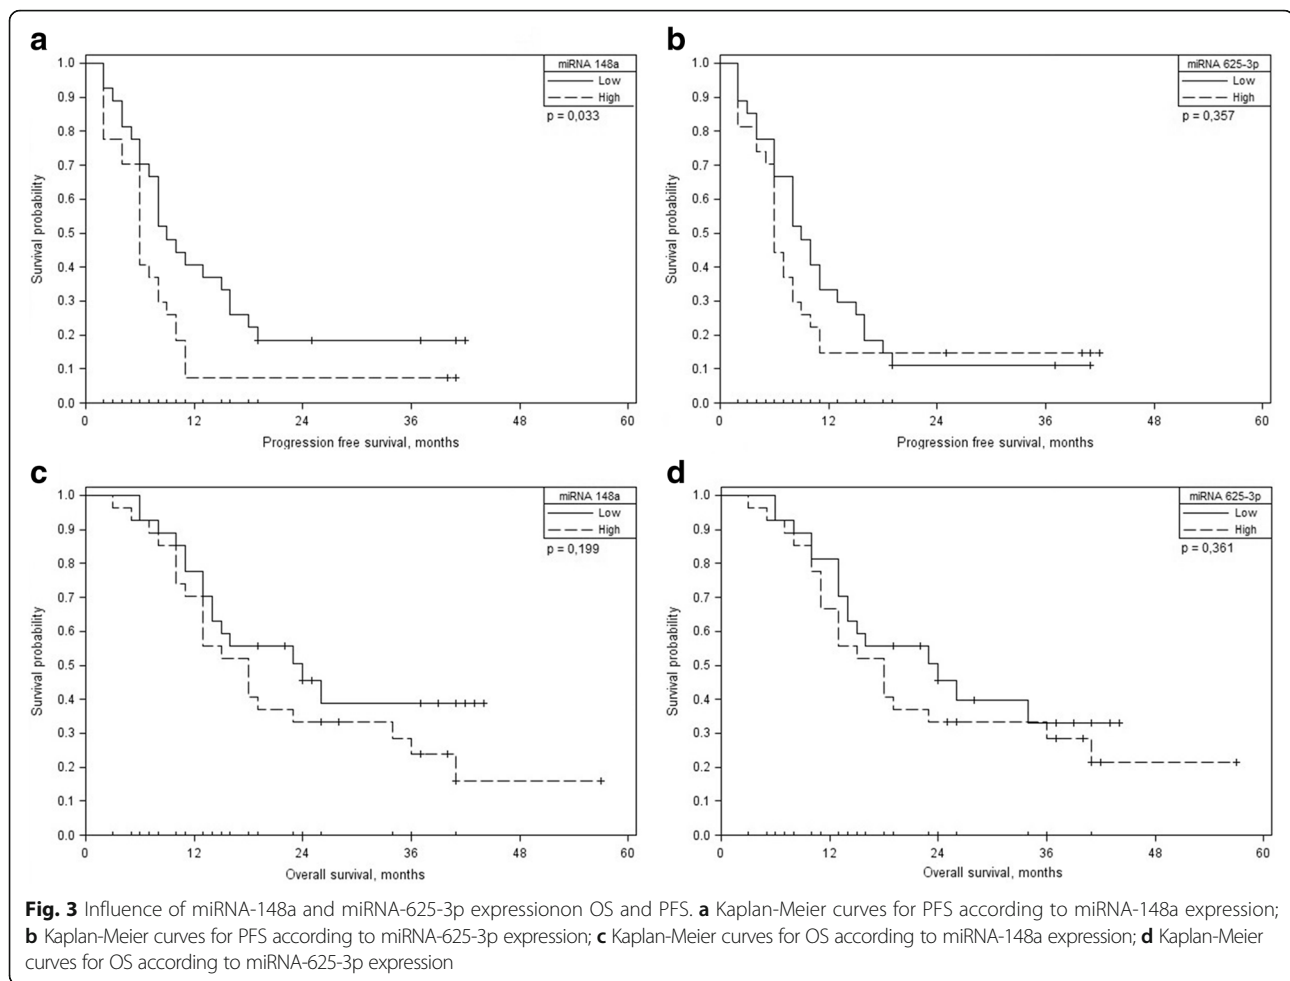 a
miRNA 148a
Low
High
p = 0,033
1.0
0.9
0.8
0.7
0.6
0.5
0.4
0.3
0.2
0.1
0.0
Survival probability
0 12 24 36 48 60
Progression free survival, months
b
miRNA 625-3p
Low
High
p = 0,357
1.0
0.9
0.8
0.7
0.6
0.5
0.4
0.3
0.2
0.1
0.0
Survival probability
0 12 24 36 48 60
Progression free survival, months
c
miRNA 148a
Low
High
p = 0,199
1.0
0.9
0.8
0.7
0.6
0.5
0.4
0.3
0.2
0.1
0.0
Survival probability
0 12 24 36 48 60
Overall survival, months
d
miRNA 625-3p
Low
High
p = 0,361
1.0
0.9
0.8
0.7
0.6
0.5
0.4
0.3
0.2
0.1
0.0
Survival probability
0 12 24 36 48 60
Overall survival, months
Fig. 3 Influence of miRNA-148a and miRNA-625-3p expressionon OS and PFS. a Kaplan-Meier curves for PFS according to miRNA-148a expression;
b Kaplan-Meier curves for PFS according to miRNA-625-3p expression; c Kaplan-Meier curves for OS according to miRNA-148a expression; d Kaplan-Meier
curves for OS according to miRNA-625-3p expression